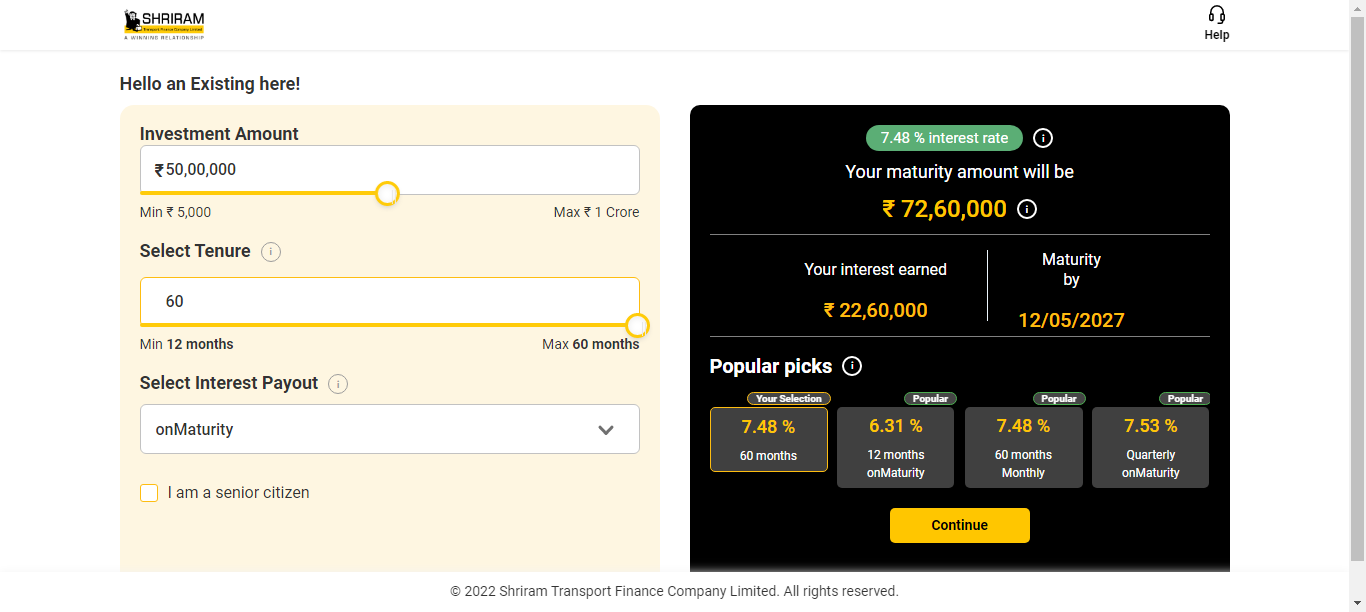 SHRIRAM
Transport Finance Company Limited
A WINNING RELATIONSHIP
Help
Hello an Existing here!
Investment Amount
₹ 50,00,000
Min ₹ 5,000
Max ₹ 1 Crore
Select Tenure
60
Min 12 months
Max 60 months
Select Interest Payout
onMaturity
I am a senior citizen
7.48 % interest rate
Your maturity amount will be
₹ 72,60,000
Your interest earned
₹ 22,60,000
Maturity
by
12/05/2027
Popular picks
Your Selection
7.48 %
60 months
Popular
6.31 %
12 months
onMaturity
Popular
7.48 %
60 months
Monthly
Popular
7.53 %
Quarterly
onMaturity
Continue
© 2022 Shriram Transport Finance Company Limited. All rights reserved.